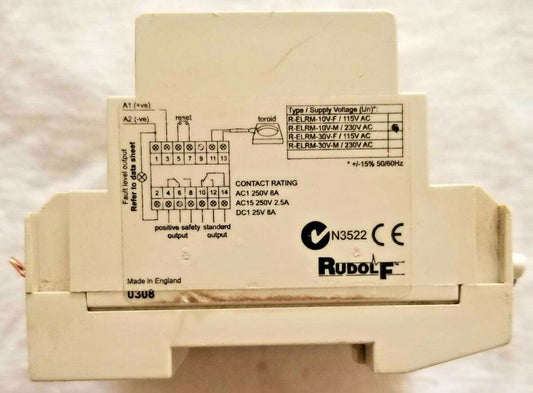 A1 (+ve)
A2 (-ve)
reset
toroid
Fault level output
Refer to data sheet
1 3 5 7 9 11 13
2 4 6 8 10 12 14
positive safety
output
standard
output
Type / Supply Voltage (Un)*:
R-ELRM-10V-F / 115V AC
R-ELRM-10V-M / 230V AC
R-ELRM-30V-F / 115V AC
R-ELRM-30V-M / 230V AC
* +/-15% 50/60Hz
CONTACT RATING
AC1 250V 8A
AC15 250V 2.5A
DC1 25V 8A
N3522 CE
RUDOLF
Made in England
0308